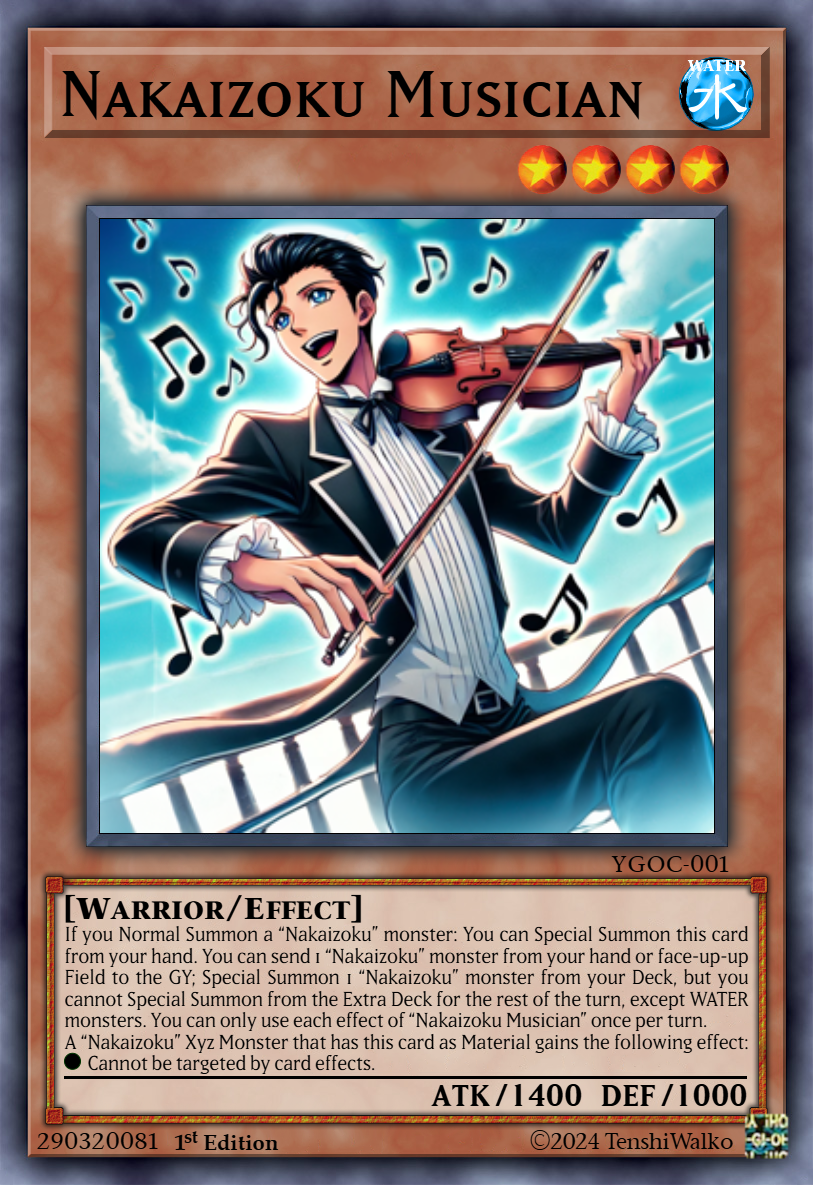 Nakaizoku Musician
WATER
水
YGOC-001
[Warrior/Effect]
If you Normal Summon a “Nakaizoku” monster: You can Special Summon this card
from your hand. You can send 1 “Nakaizoku” monster from your hand or face-up-up
Field to the GY; Special Summon 1 “Nakaizoku” monster from your Deck, but you
cannot Special Summon from the Extra Deck for the rest of the turn, except WATER
monsters. You can only use each effect of “Nakaizoku Musician” once per turn.
A “Nakaizoku” Xyz Monster that has this card as Material gains the following effect:
● Cannot be targeted by card effects.
ATK/1400 DEF/1000
290320081 1st Edition ©2024 TenshiWalko